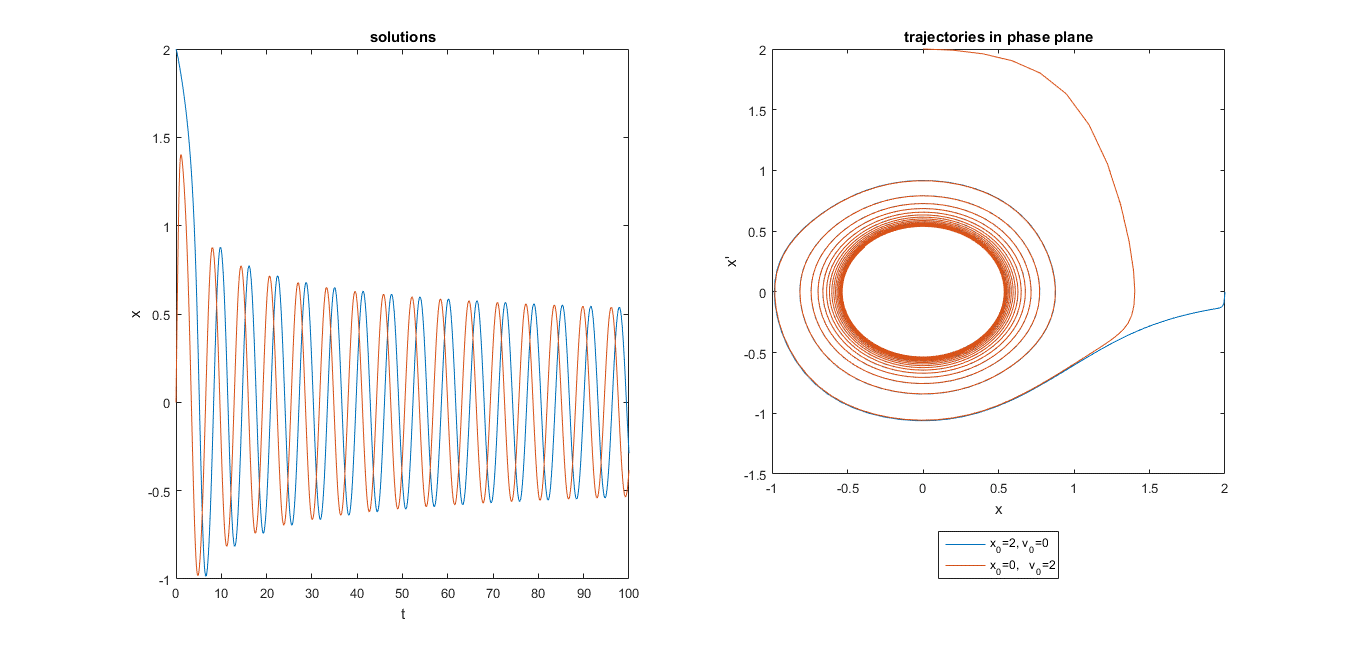 solutions
2
1.5
1
0.5
0
-0.5
-1
x
0 10 20 30 40 50 60 70 80 90 100
t
trajectories in phase plane
2
1.5
1
0.5
0
-0.5
-1
-1.5
x'
-1 -0.5 0 0.5 1 1.5 2
x
x₀=2, v₀=0
x₀=0, v₀=2